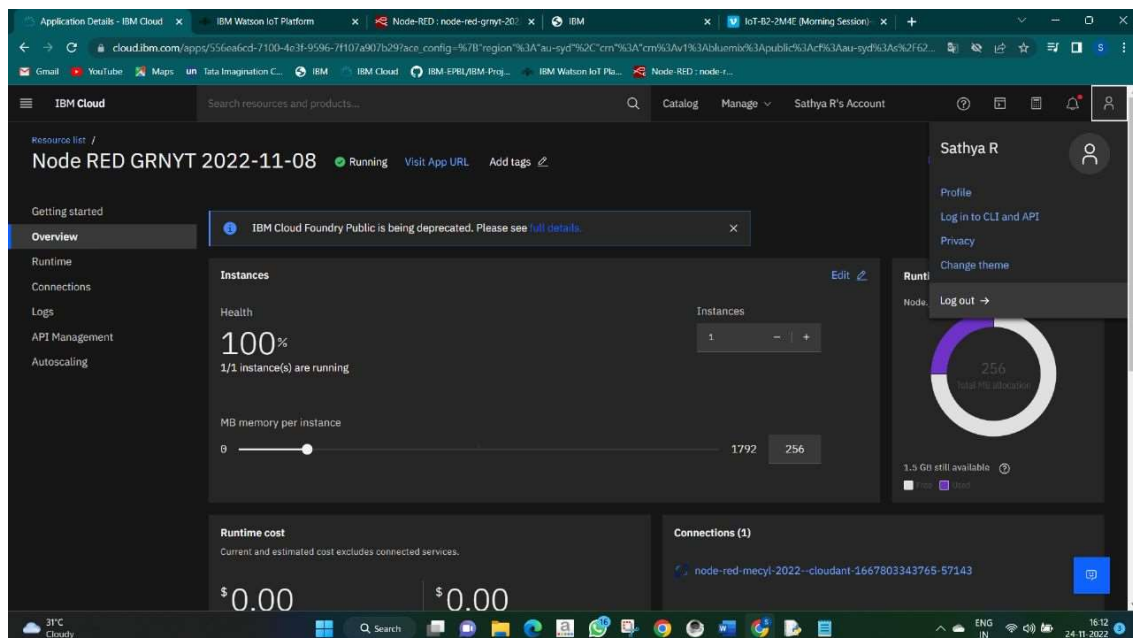 Application Details - IBM Cloud
IBM Watson IoT Platform
Node-RED : node-red-grnyt-202
IBM
IoT-B2-2M4E (Morning Session)-
cloud.ibm.com/apps/556ea6cd-7100-4e3f-9596-7f107a907b29?ace_config=%7B"region"%3A"au-syd"%2C"crn"%3A"crn%3Av1%3Abluemix%3Apublic%3Acf%3Aau-syd%3As%2F62...
Gmail
YouTube
Maps
Tata Imagination C...
IBM
IBM Cloud
IBM-EPBL/IBM-Proj...
IBM Watson IoT Pla...
Node-RED : node-r...
IBM Cloud
Search resources and products...
Catalog
Manage
Sathya R's Account
Resource list /
Node RED GRNYT 2022-11-08
Running
Visit App URL
Add tags
Sathya R
Profile
Log in to CLI and API
Privacy
Change theme
Log out →
Getting started
Overview
Runtime
Connections
Logs
API Management
Autoscaling
IBM Cloud Foundry Public is being deprecated. Please see full details.
Instances
Edit
Health
100%
1/1 instance(s) are running
Instances
1 - +
MB memory per instance
0
1792
256
Runti
Node.
256
Total MB allocation
1.5 GB still available
Free
Used
Runtime cost
Current and estimated cost excludes connected services.
$0.00
$0.00
Connections (1)
node-red-mecyl-2022--cloudant-1667803343765-57143
31°C
Cloudy
Search
16
ENG
IN
16:12
24-11-2022